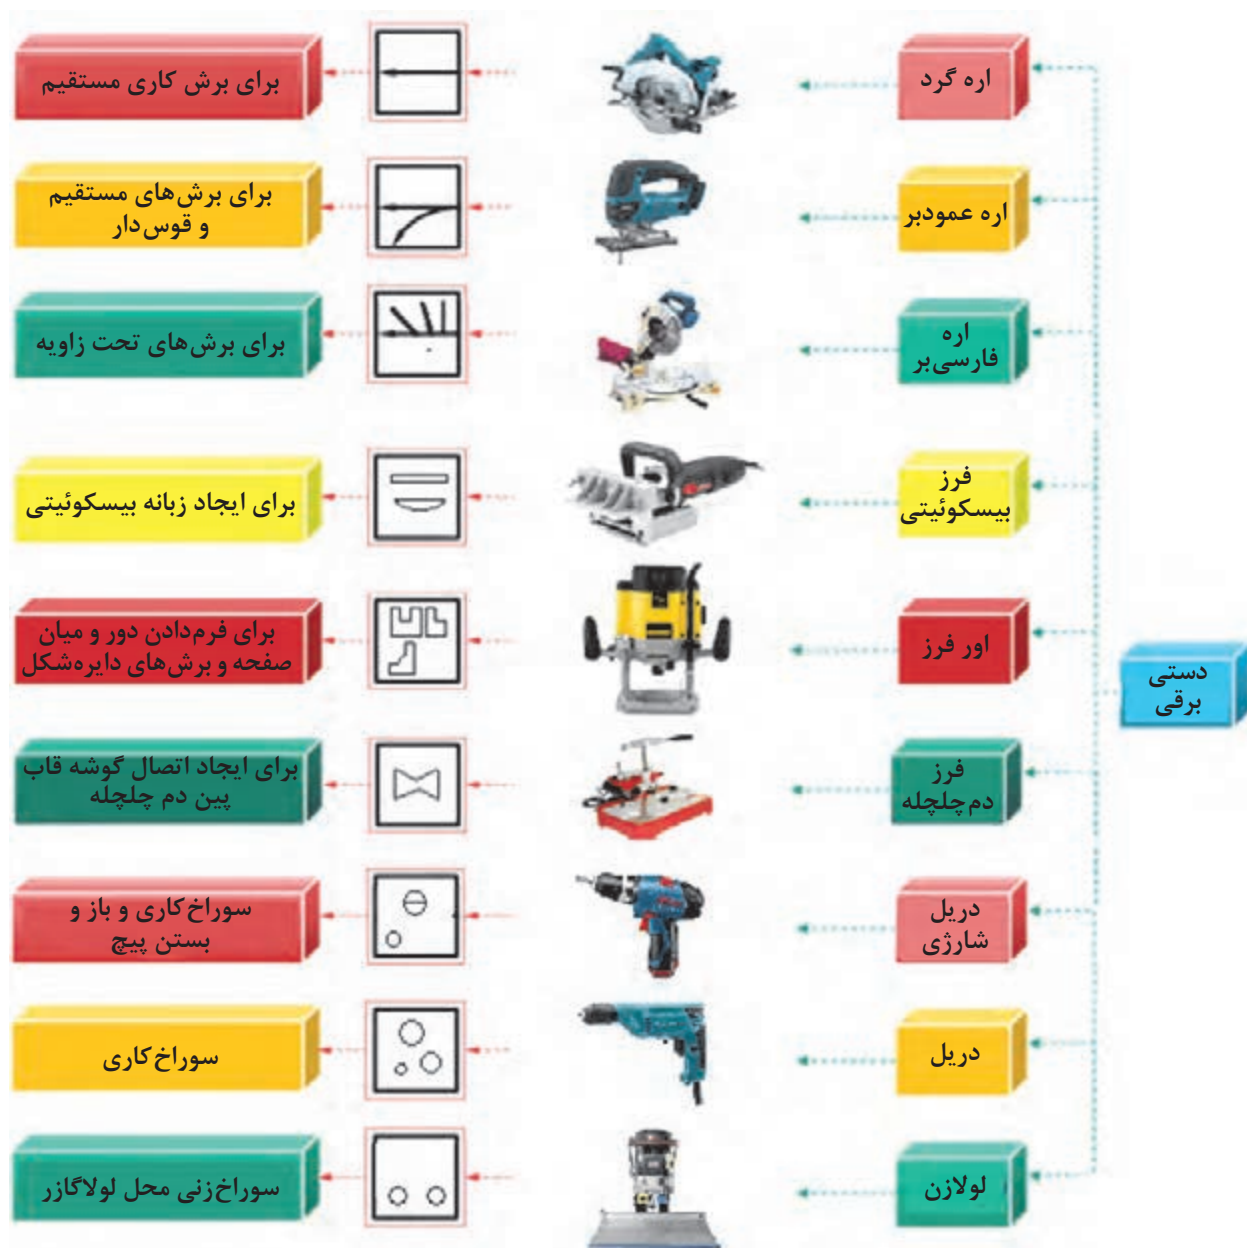 دستی
برقی
اره گرد
برای برش کاری مستقیم
اره عمودبر
برای برش‌های مستقیم
و قوس‌دار
اره
فارسی‌بر
برای برش‌های تحت زاویه
فرز
بیسکوئیتی
برای ایجاد زبانه بیسکوئیتی
اور فرز
برای فرم‌دادن دور و میان
صفحه و برش‌های دایره‌شکل
فرز
دم‌چلچله
برای ایجاد اتصال گوشه قاب
پین دم چلچله
دریل
شارژی
سوراخ‌کاری و باز و
بستن پیچ
دریل
سوراخ‌کاری
لولازن
سوراخ‌زنی محل لولاگازر